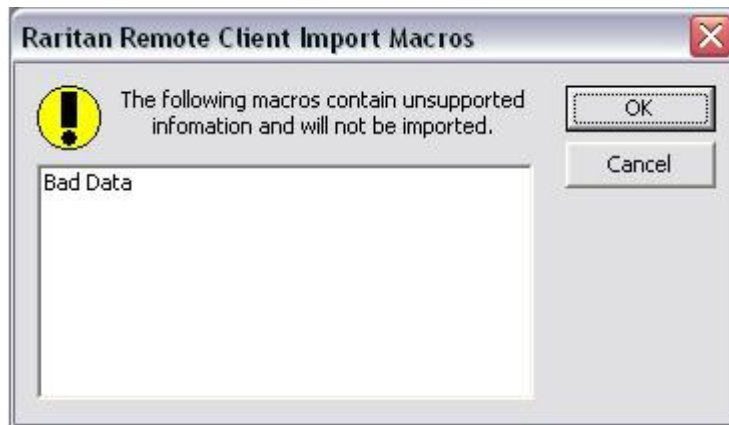 Raritan Remote Client Import Macros
The following macros contain unsupported
infomation and will not be imported.
OK
Cancel
Bad Data